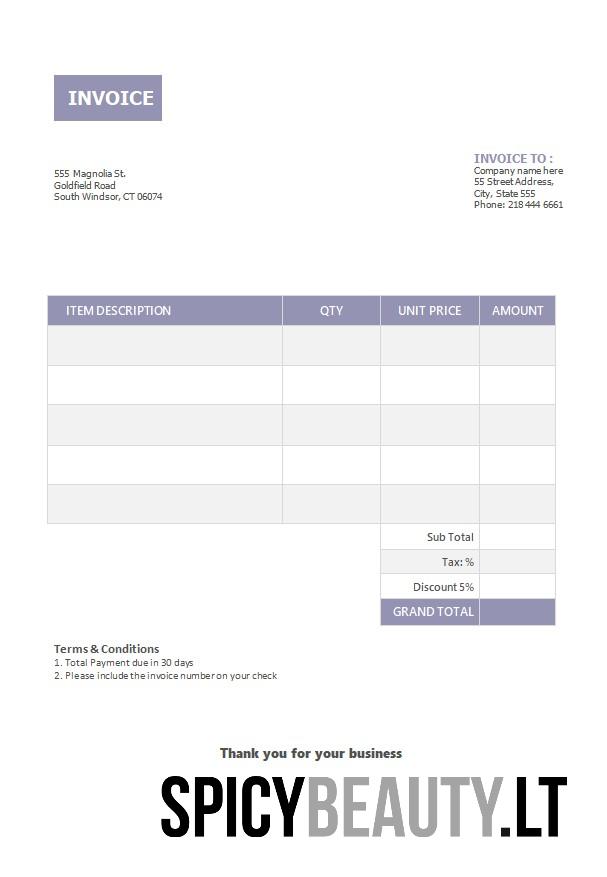 INVOICE
555 Magnolia St.
Goldfield Road
South Windsor, CT 06074
INVOICE TO :
Company name here
55 Street Address,
City, State 555
Phone: 218 444 6661
ITEM DESCRIPTION QTY UNIT PRICE AMOUNT
Sub Total
Tax: %
Discount 5%
GRAND TOTAL
Terms & Conditions
1. Total Payment due in 30 days
2. Please include the invoice number on your check
Thank you for your business
SPICYBEAUTY.LT